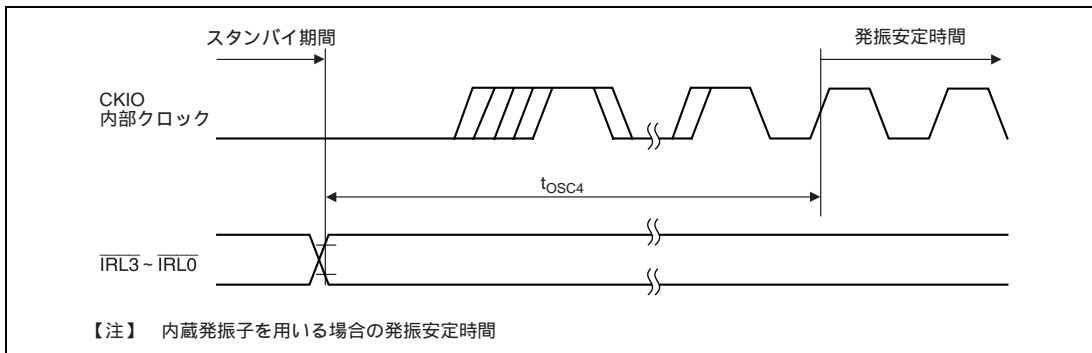 スタンバイ期間
発振安定時間
CKIO
内部クロック
tOSC4
IRL3 ~ IRL0
【注】 内蔵発振子を用いる場合の発振安定時間